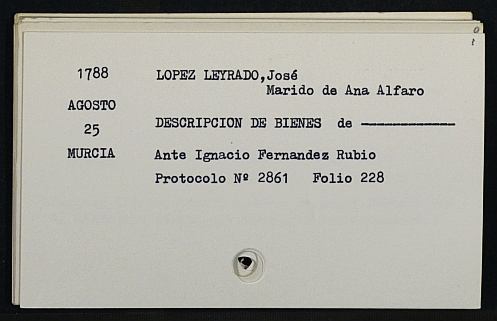 1788 LOPEZ LEYRADO,José
Marido de Ana Alfaro
AGOSTO
25 DESCRIPCION DE BIENES de ————————
MURCIA Ante Ignacio Fernandez Rubio
Protocolo Nº 2861 Folio 228